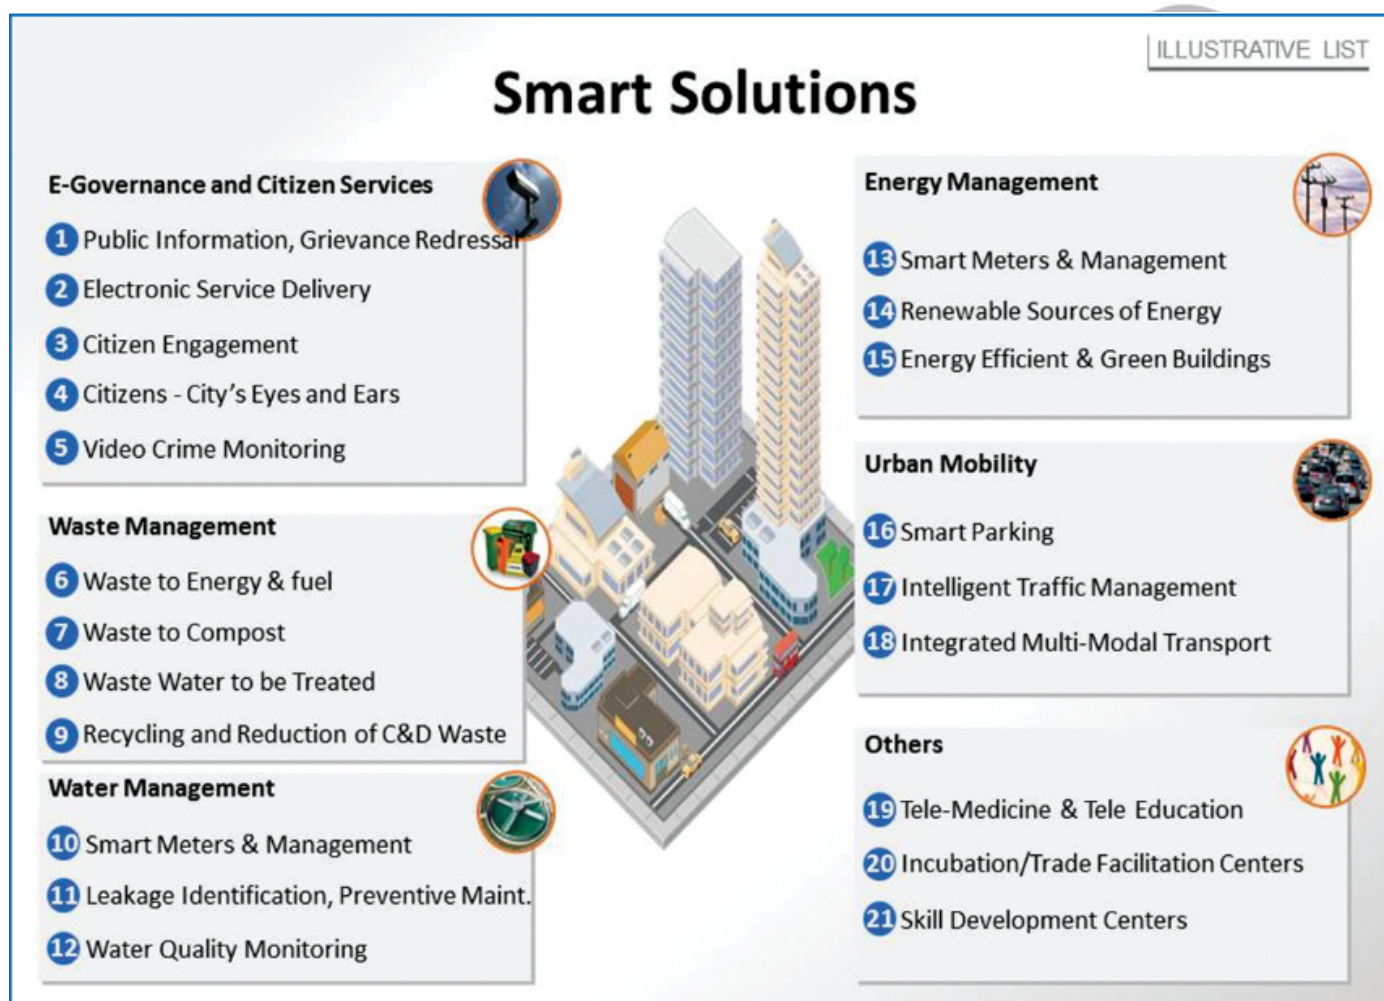 ILLUSTRATIVE LIST
Smart Solutions
E-Governance and Citizen Services
1 Public Information, Grievance Redressal
2 Electronic Service Delivery
3 Citizen Engagement
4 Citizens - City's Eyes and Ears
5 Video Crime Monitoring
Waste Management
6 Waste to Energy & fuel
7 Waste to Compost
8 Waste Water to be Treated
9 Recycling and Reduction of C&D Waste
Water Management
10 Smart Meters & Management
11 Leakage Identification, Preventive Maint.
12 Water Quality Monitoring
Energy Management
13 Smart Meters & Management
14 Renewable Sources of Energy
15 Energy Efficient & Green Buildings
Urban Mobility
16 Smart Parking
17 Intelligent Traffic Management
18 Integrated Multi-Modal Transport
Others
19 Tele-Medicine & Tele Education
20 Incubation/Trade Facilitation Centers
21 Skill Development Centers